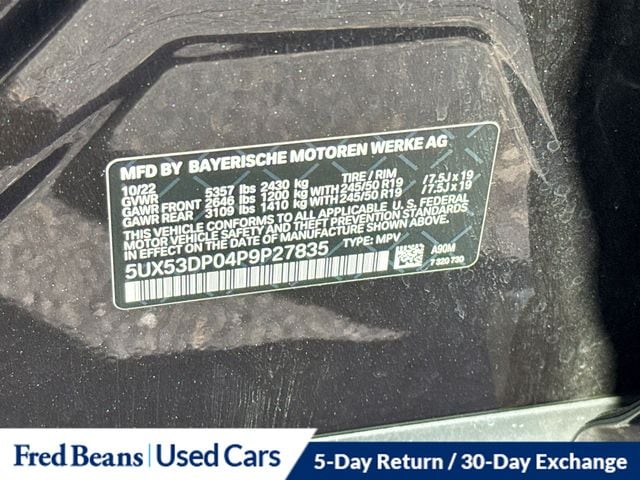 MFD BY BAYERISCHE MOTOREN WERKE AG
10/22 TIRE / RIM
GVWR 5357 lbs 2430 kg
GAWR FRONT 2646 lbs 1200 kg WITH 245/50 R19 /7.5J x 19
GAWR REAR 3109 lbs 1410 kg WITH 245/50 R19 /7.5J x 19
THIS VEHICLE CONFORMS TO ALL APPLICABLE U.S. FEDERAL
MOTOR VEHICLE SAFETY AND THEFT PREVENTION STANDARDS
IN EFFECT ON THE DATE OF MANUFACTURE SHOWN ABOVE.
5UX53DP04P9P27835 TYPE: MPV
A90M
7 320 730
Fred Beans | Used Cars
5-Day Return / 30-Day Exchange